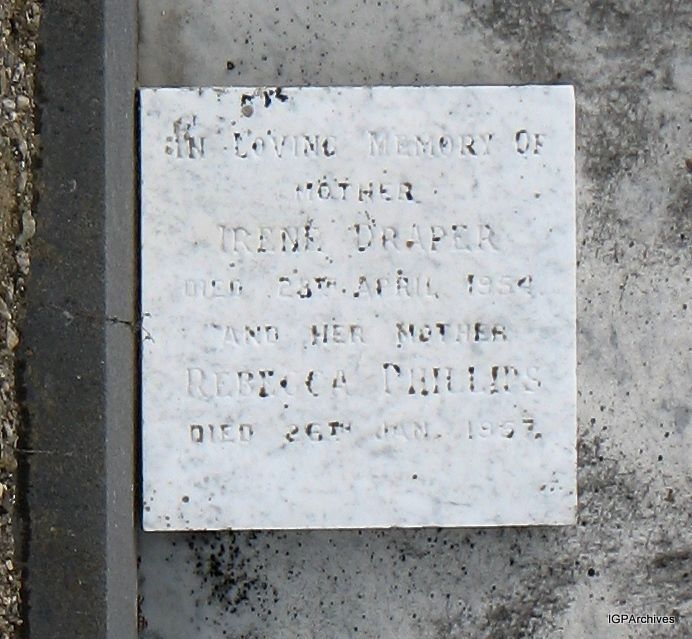 IN LOVING MEMORY OF
MOTHER
IRENE DRAPER
DIED 28TH APRIL 1954
AND HER MOTHER
REBECCA PHILLIPS
DIED 26TH JAN. 1957.
IGPArchives